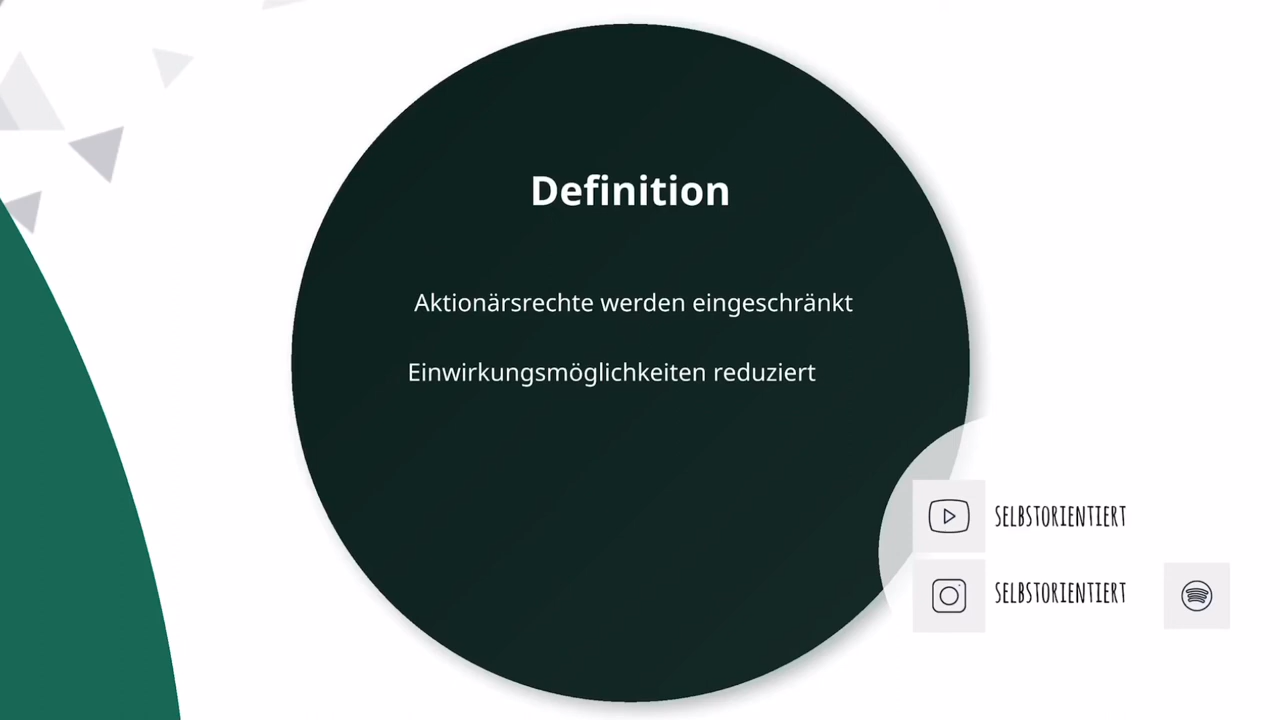 Definition
Aktionärsrechte werden eingeschränkt
Einwirkungsmöglichkeiten reduziert
SELBSTORIENTIERT
SELBSTORIENTIERT